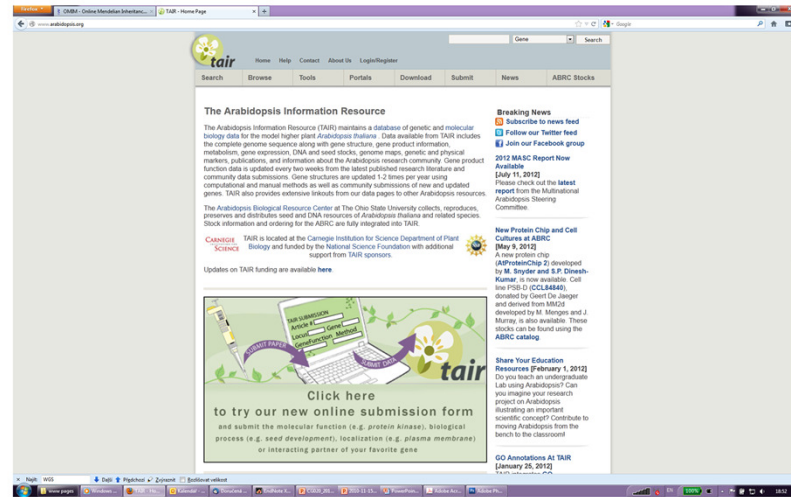 OMIM - Online Mendelian Inheritanc...
TAIR - Home Page
www.arabidopsis.org
Google
tair
Home Help Contact About Us Login/Register
Gene
Search
Search Browse Tools Portals Download Submit News ABRC Stocks
The Arabidopsis Information Resource
The Arabidopsis Information Resource (TAIR) maintains a database of genetic and molecular
biology data for the model higher plant Arabidopsis thaliana. Data available from TAIR includes
the complete genome sequence along with gene structure, gene product information,
metabolism, gene expression, DNA and seed stocks, genome maps, genetic and physical
markers, publications, and information about the Arabidopsis research community. Gene product
function data is updated every two weeks from the latest published research literature and
community data submissions. Gene structures are updated 1-2 times per year using
computational and manual methods as well as community submissions of new and updated
genes. TAIR also provides extensive linkouts from our data pages to other Arabidopsis resources.
The Arabidopsis Biological Resource Center at The Ohio State University collects, reproduces,
preserves and distributes seed and DNA resources of Arabidopsis thaliana and related species.
Stock information and ordering for the ABRC are fully integrated into TAIR.
CARNEGIE
SCIENCE
TAIR is located at the Carnegie Institution for Science Department of Plant
Biology and funded by the National Science Foundation with additional
support from TAIR sponsors.
Updates on TAIR funding are available here
TAIR SUBMISSION
Article #
Locus Gene
GeneFunction Method
SUBMIT PAPER
SUBMIT DATA
tair
Click here
to try our new online submission form
and submit the molecular function (e.g. protein kinase), biological
process (e.g. seed development), localization (e.g. plasma membrane)
or interacting partner of your favorite gene
Breaking News
Subscribe to news feed
Follow our Twitter feed
Join our Facebook group
2012 MASC Report Now
Available
[July 11, 2012]
Please check out the latest
report from the Multinational
Arabidopsis Steering
Committee.
New Protein Chip and Cell
Cultures at ABRC
[May 9, 2012]
A new protein chip
(AtProteinChip 2) developed
by M. Snyder and S.P. Dinesh-
Kumar, is now available. Cell
line PSB-D (CCL84840),
donated by Geert De Jaeger
and derived from MM2d
developed by M. Menges and J.
Murray, is also available. These
stocks can be found using the
ABRC catalog.
Share Your Education
Resources [February 1, 2012]
Do you teach an undergraduate
Lab using Arabidopsis? Can
you imagine your research
project on Arabidopsis
illustrating an important
scientific concept? Contribute to
moving Arabidopsis from the
bench to the classroom!
GO Annotations At TAIR
[January 25, 2012]
Najít: WGS Další Předchozí Zvýraznit Rozlišovat velikost
www pages
EN 100% 18:52